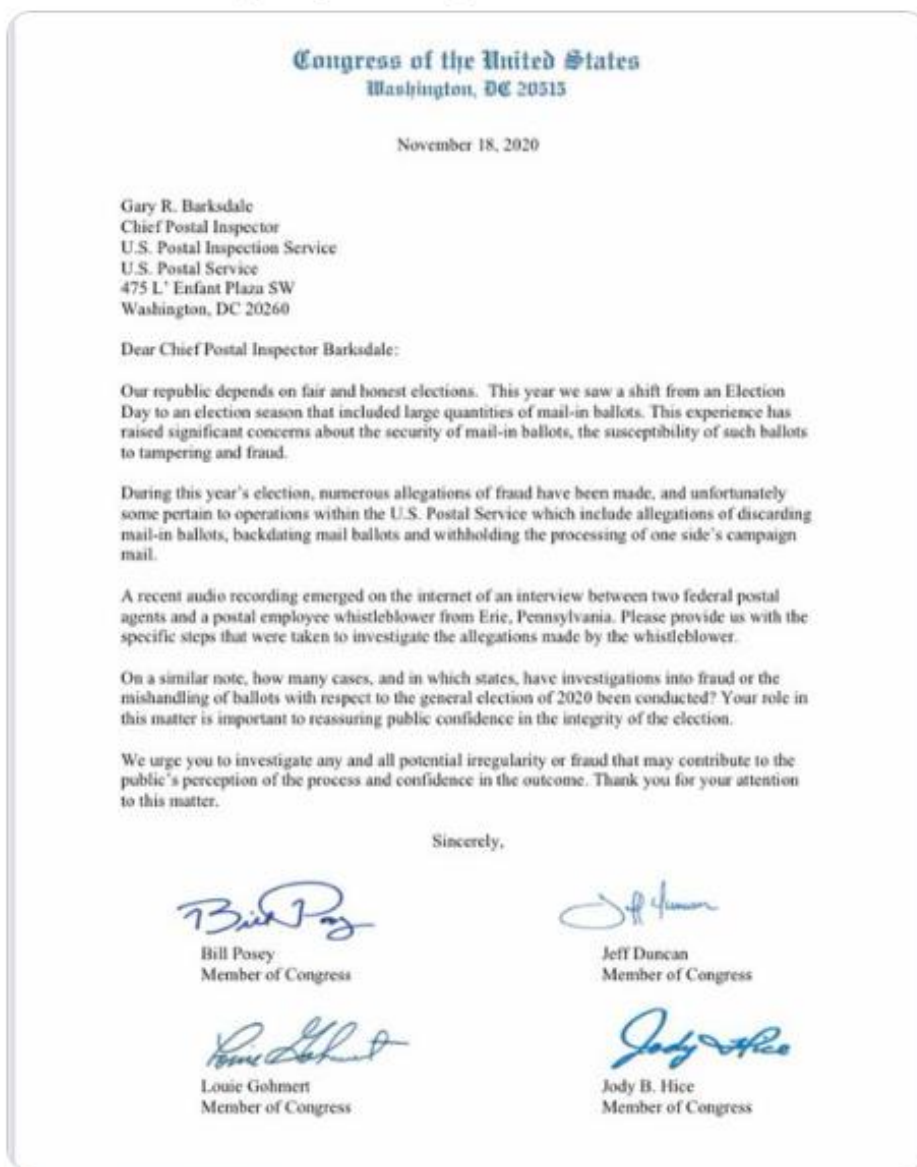 Congress of the United States
Washington, DC 20515
November 18, 2020
Gary R. Barksdale
Chief Postal Inspector
U.S. Postal Inspection Service
U.S. Postal Service
475 L' Enfant Plaza SW
Washington, DC 20260
Dear Chief Postal Inspector Barksdale:
Our republic depends on fair and honest elections.  This year we saw a shift from an Election
Day to an election season that included large quantities of mail-in ballots. This experience has
raised significant concerns about the security of mail-in ballots, the susceptibility of such ballots
to tampering and fraud.
During this year's election, numerous allegations of fraud have been made, and unfortunately
some pertain to operations within the U.S. Postal Service which include allegations of discarding
mail-in ballots, backdating mail ballots and withholding the processing of one side's campaign
mail.
A recent audio recording emerged on the internet of an interview between two federal postal
agents and a postal employee whistleblower from Erie, Pennsylvania. Please provide us with the
specific steps that were taken to investigate the allegations made by the whistleblower.
On a similar note, how many cases, and in which states, have investigations into fraud or the
mishandling of ballots with respect to the general election of 2020 been conducted? Your role in
this matter is important to reassuring public confidence in the integrity of the election.
We urge you to investigate any and all potential irregularity or fraud that may contribute to the
public's perception of the process and confidence in the outcome. Thank you for your attention
to this matter.
Sincerely,
Bill Posey
Jeff Duncan
Bill Posey
Member of Congress
Jeff Duncan
Member of Congress
Louie Gohmert
Jody Hice
Louie Gohmert
Member of Congress
Jody B. Hice
Member of Congress